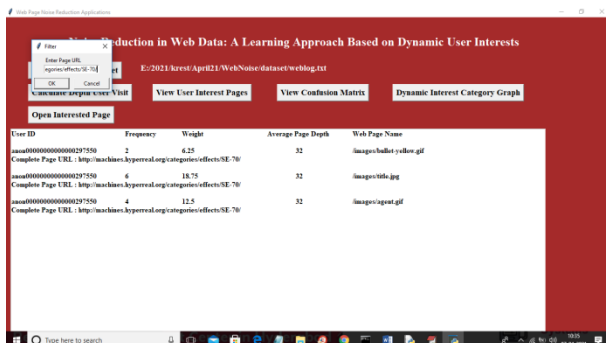 Web Page Noise Reduction Applications
Reduction in Web Data: A Learning Approach Based on Dynamic User Interests
Filter
Enter Page URL
egories/effects/SE-70/
OK Cancel
E:/2021/krest/April21/WebNoise/dataset/weblog.txt
Calculate Depth User Visit View User Interest Pages View Confusion Matrix Dynamic Interest Category Graph
Open Interested Page
User ID Frequency Weight Average Page Depth Web Page Name
2 6.25 32 /images/bullet-yellow.gif
Complete Page URL : http://machines.hyperreal.org/categories/effects/SE-70/
6 18.75 32 /images/title.jpg
Complete Page URL : http://machines.hyperreal.org/categories/effects/SE-70/
4 12.5 32 /images/agent.gif
Complete Page URL : http://machines.hyperreal.org/categories/effects/SE-70/
Type here to search
10:35